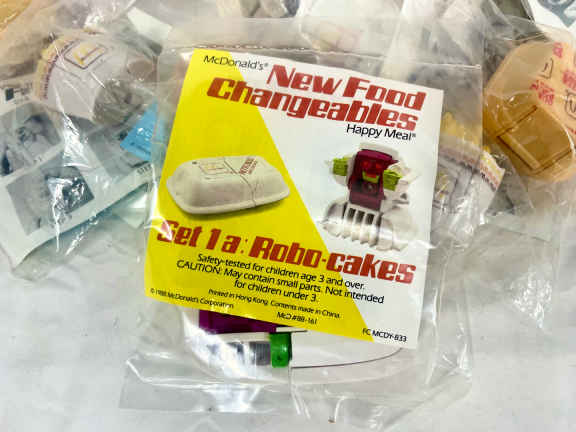 McDonald's®
New Food
Changeables
Happy Meal®
Set 1a: Robo-Cakes
Safety-tested for children age 3 and over.
CAUTION: May contain small parts. Not intended
for children under 3.
Printed in Hong Kong. Contents made in China.
© 1988 McDonald's Corporation
McD #88-161
FC MCDY-833